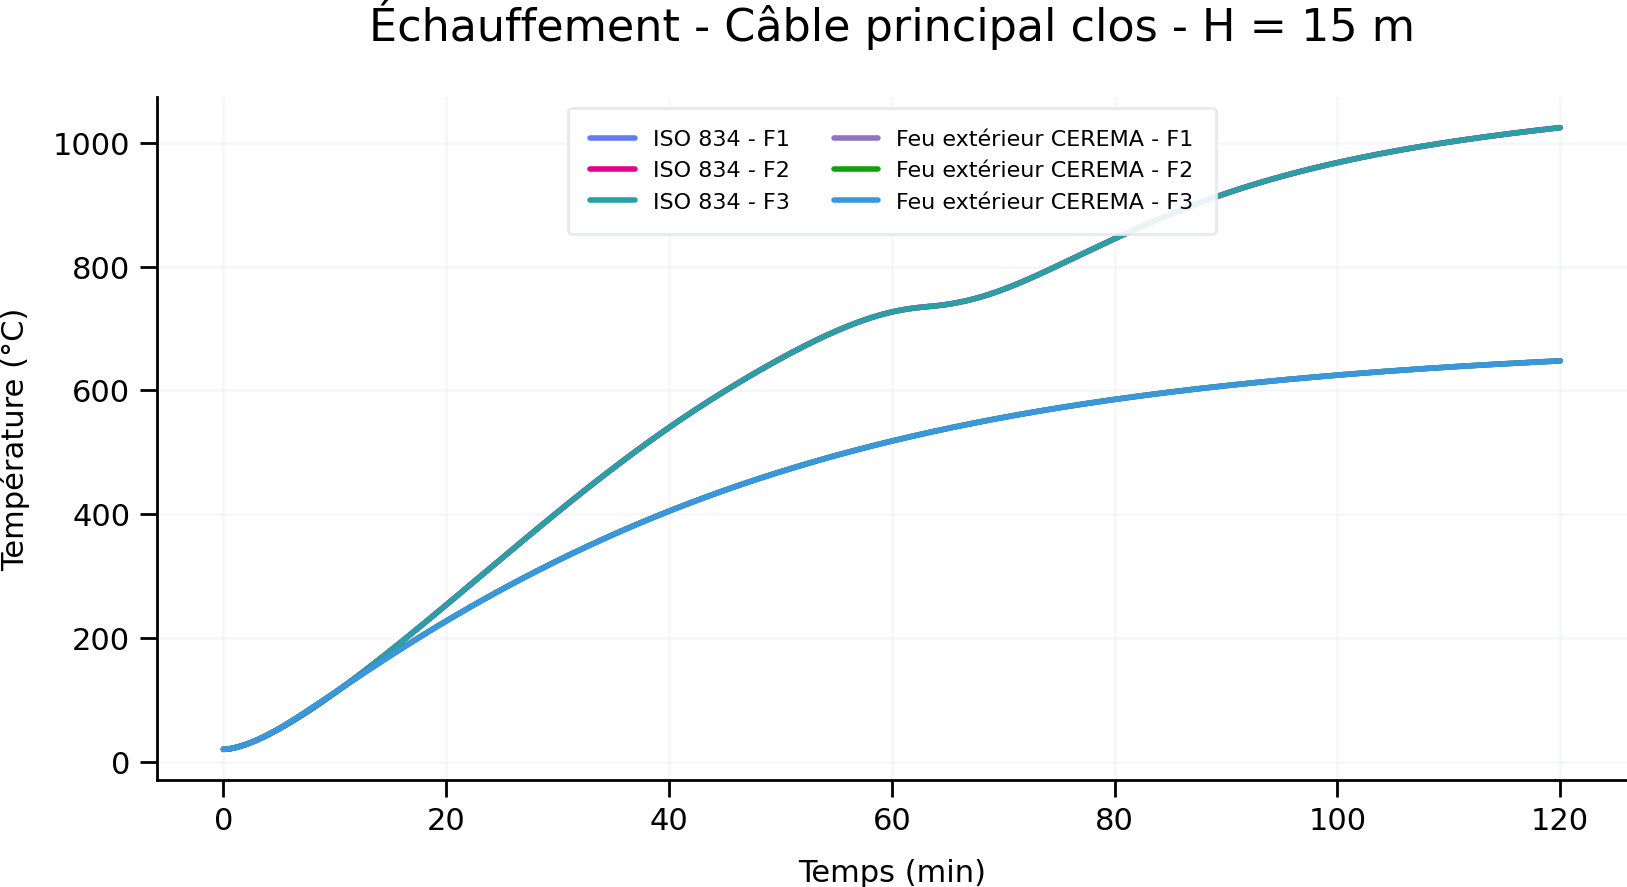 Échauffement - Câble principal clos - H = 15 m
ISO 834 - F1
ISO 834 - F2
ISO 834 - F3
Feu extérieur CEREMA - F1
Feu extérieur CEREMA - F2
Feu extérieur CEREMA - F3
Température (°C)
1000
800
600
400
200
0
0 20 40 60 80 100 120
Temps (min)